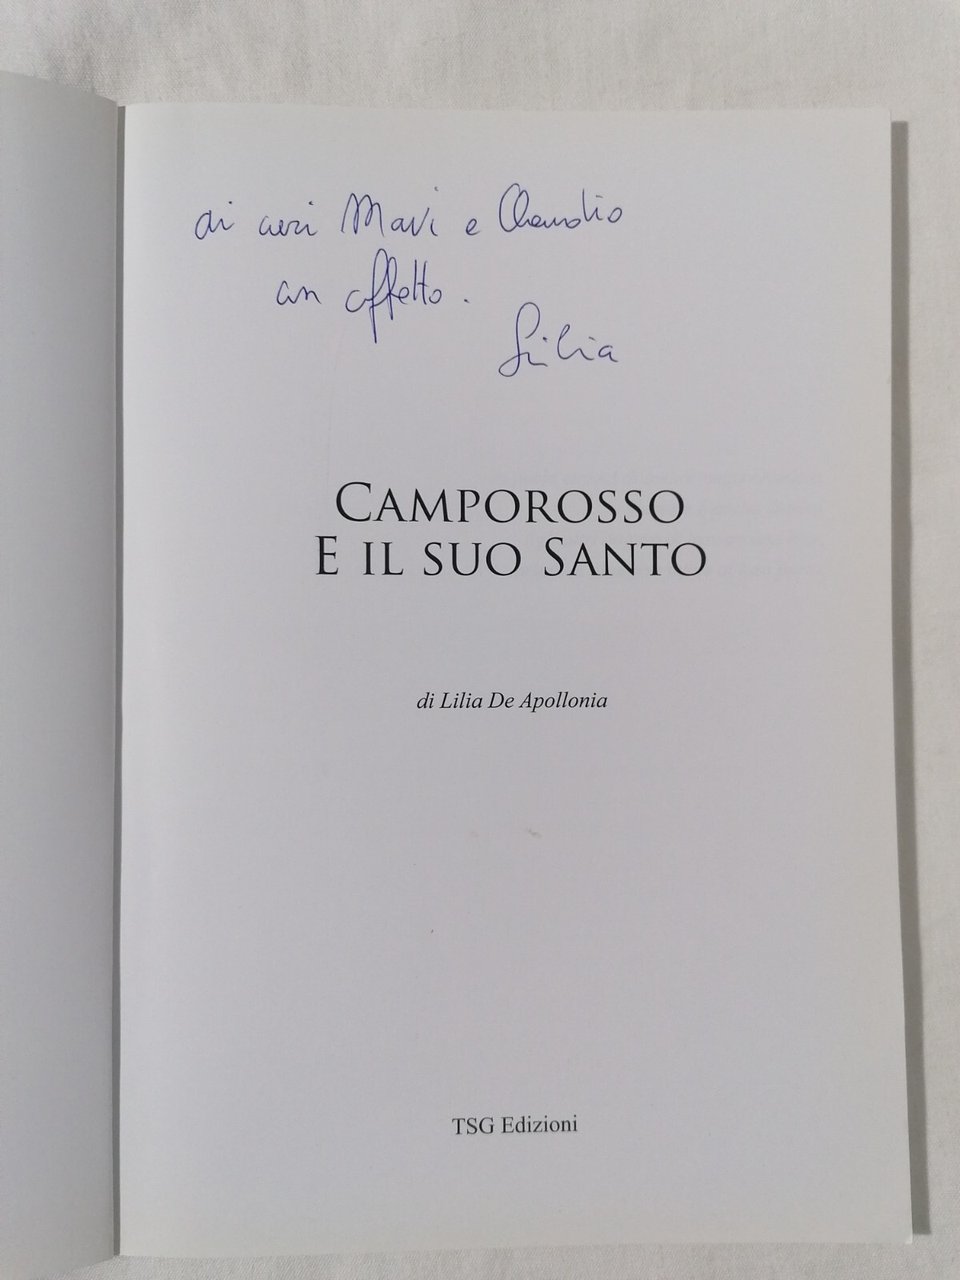 ai cari Mavi e Claudio
con affetto.
Lilia
CAMPOROSSO
E IL SUO SANTO
di Lilia De Apollonia
TSG Edizioni